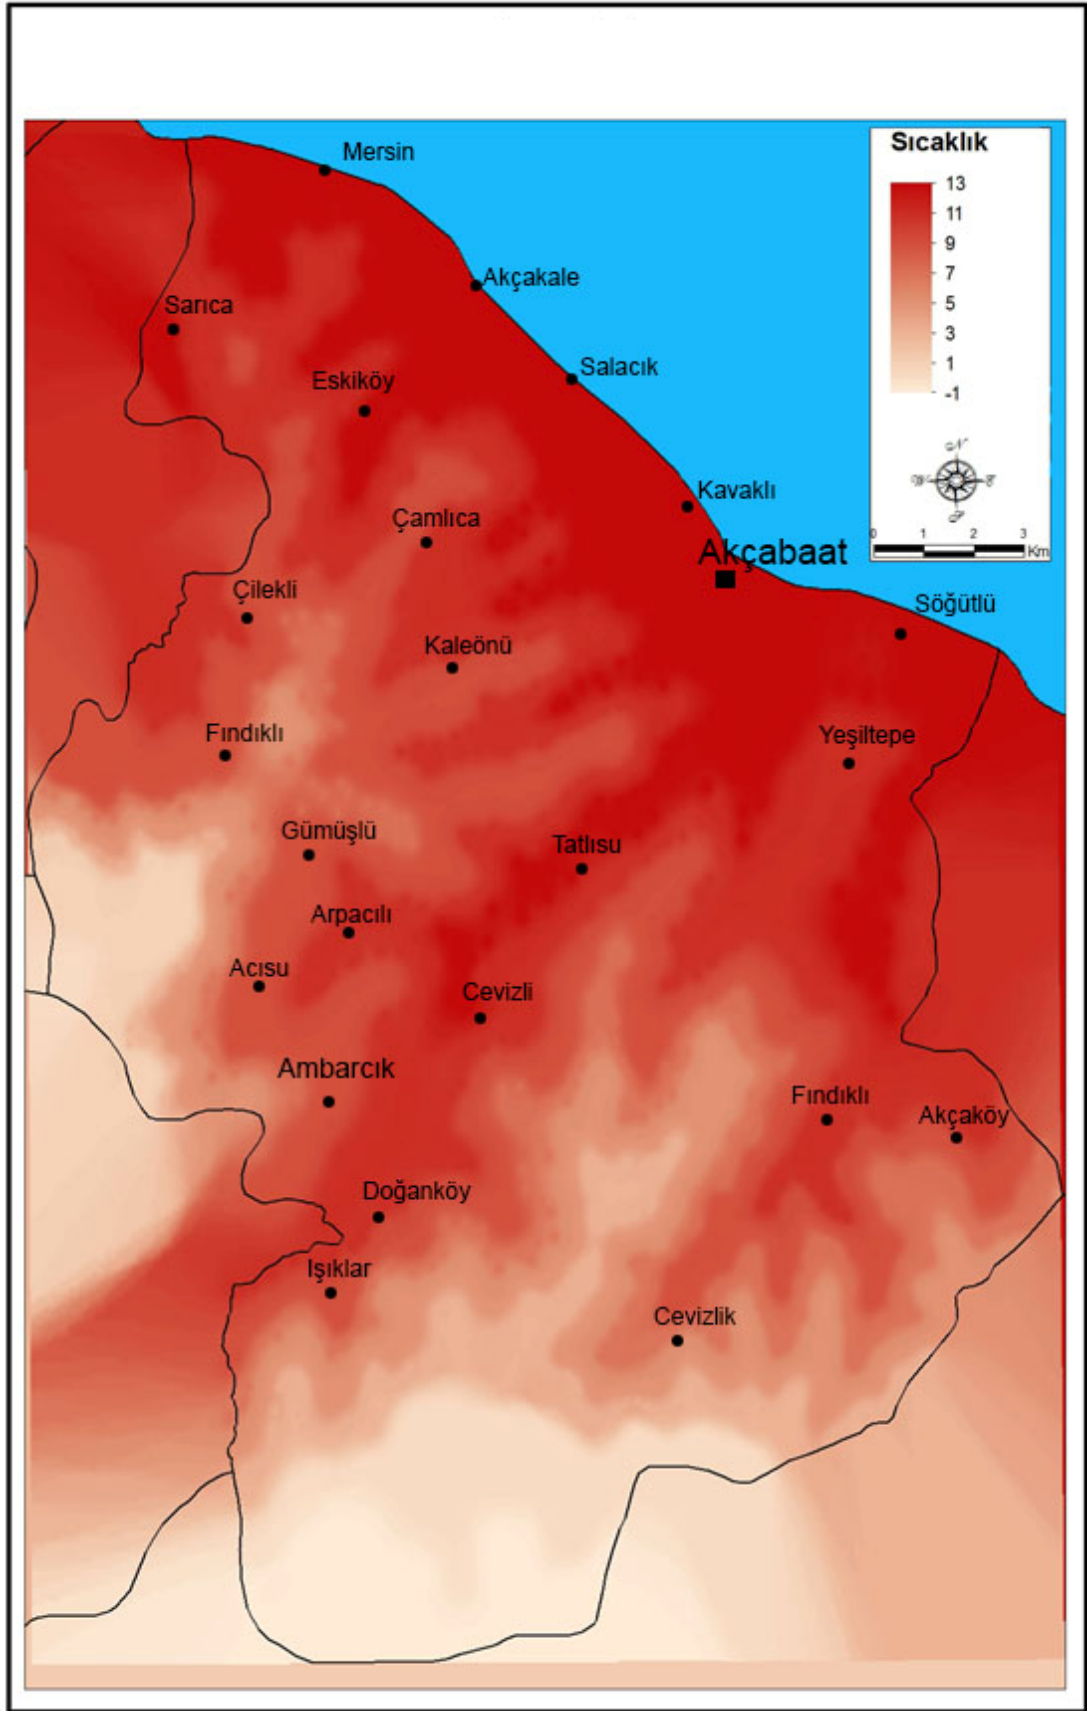 Sıcaklık
13
11
9
7
5
3
1
-1
N
W
E
0 1 2 3
Km
Mersin
Akçakale
Sarıca
Salacık
Eskiköy
Kavaklı
Çamlıca
Akçabaat
Çilekli
Söğütlü
Kaleönü
Fındıklı
Yeşiltepe
Gümüşlü
Tatlısu
Arpacılı
Acısu
Cevizli
Ambarcık
Fındıklı
Akçaköy
Doğanköy
Işıklar
Cevizlik